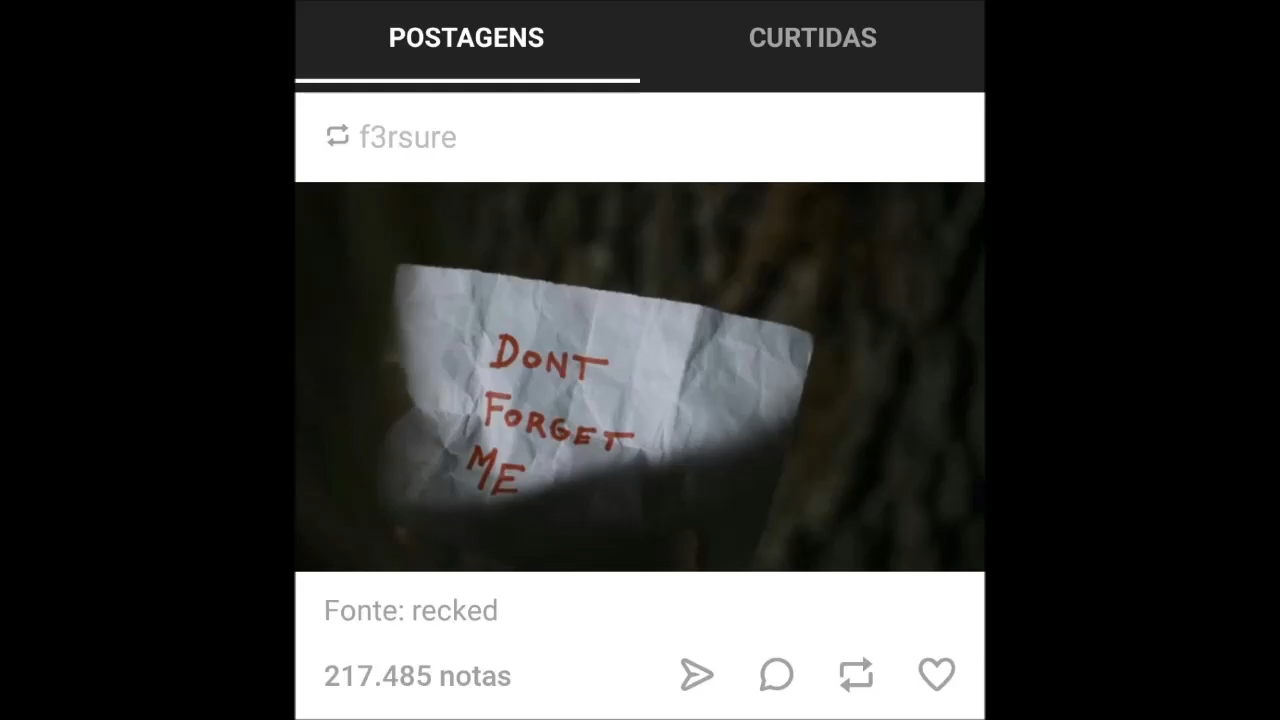 POSTAGENS CURTIDAS
f3rsure
DONT
FORGET
ME
Fonte: recked
217.485 notas